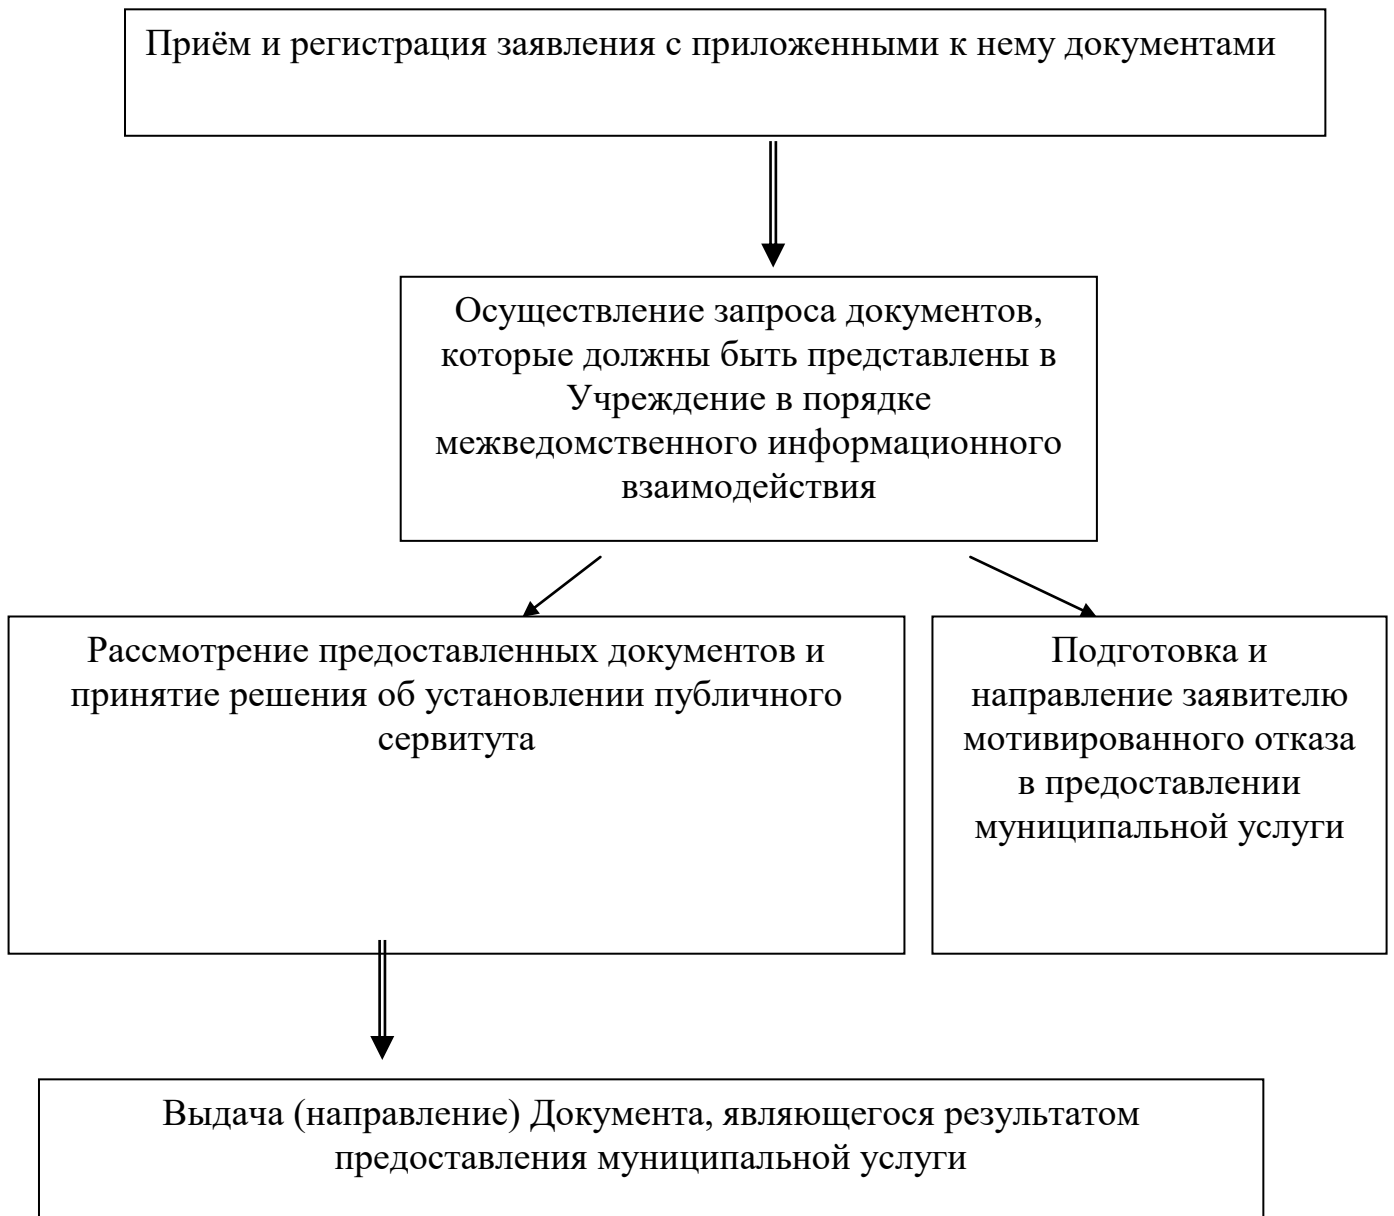 Приём и регистрация заявления с приложенными к нему документами
Осуществление запроса документов,
которые должны быть представлены в
Учреждение в порядке
межведомственного информационного
взаимодействия
Рассмотрение предоставленных документов и
принятие решения об установлении публичного
сервитута
Подготовка и
направление заявителю
мотивированного отказа
в предоставлении
муниципальной услуги
Выдача (направление) Документа, являющегося результатом
предоставления муниципальной услуги